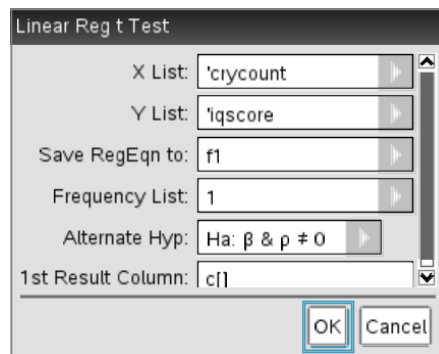 Linear Reg t Test
X List: 'crycount
Y List: 'iqscore
Save RegEqn to: f1
Frequency List: 1
Alternate Hyp: Ha: β & ρ ≠ 0
1st Result Column: c[]
OK Cancel